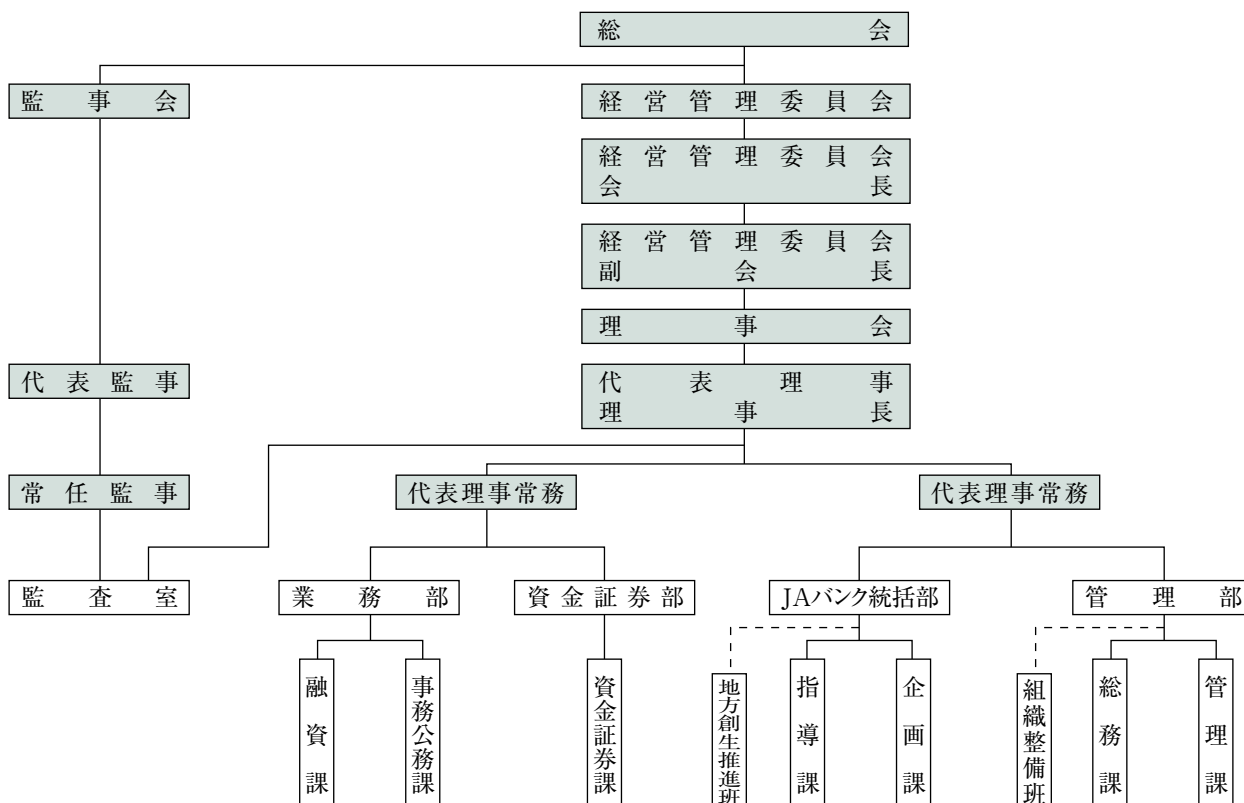 総会
監事会
経営管理委員会
経営管理委員会
会長
経営管理委員会
副会長
理事会
代表監事
代表理事
理事長
常任監事
代表理事常務
代表理事常務
監査室
業務部
資金証券部
JAバンク統括部
管理部
融資課
事務公務課
資金証券課
地方創生推進班
指導課
企画課
組織整備班
総務課
管理課